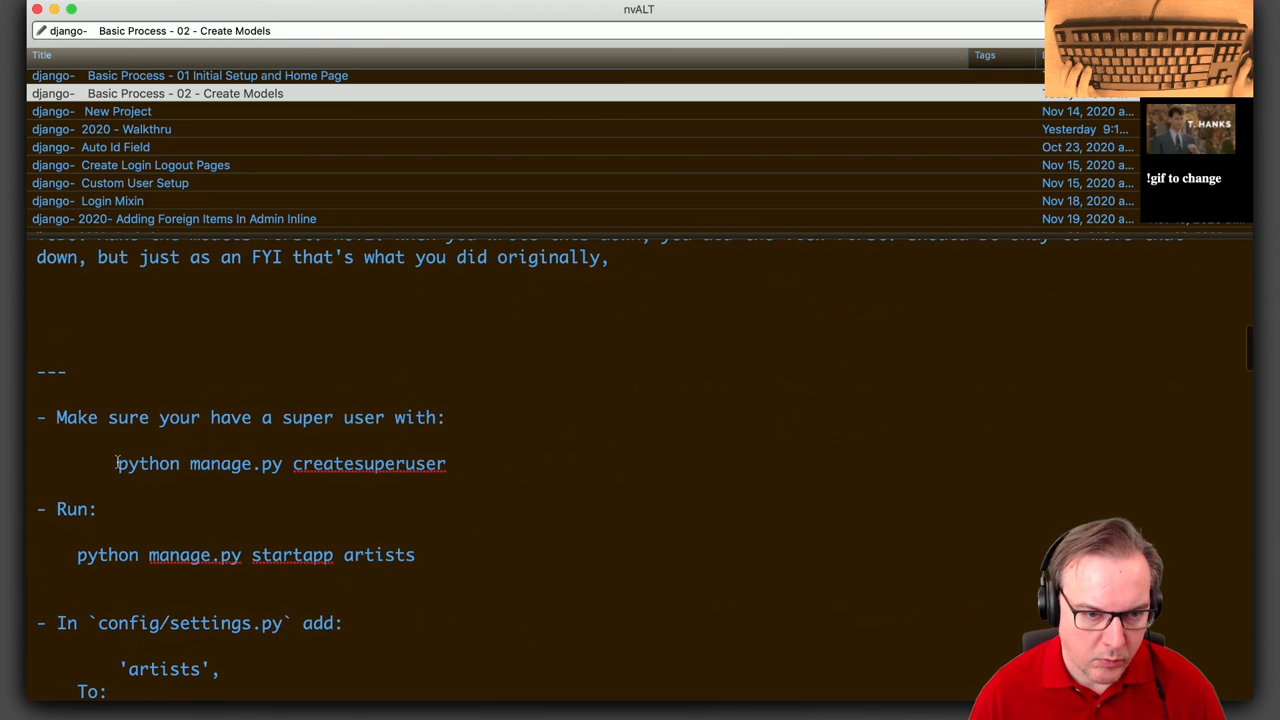 nvALT
django-  Basic Process - 02 - Create Models
Title Tags
django-  Basic Process - 01 Initial Setup and Home Page
django-  Basic Process - 02 - Create Models
django-  New Project Nov 14, 2020 a...
django-  2020 - Walkthru Yesterday 9:1...
django-  Auto Id Field Oct 23, 2020 a...
django-  Create Login Logout Pages Nov 15, 2020 a...
django-  Custom User Setup Nov 15, 2020 a...
django-  Login Mixin Nov 18, 2020 a...
django- 2020- Adding Foreign Items In Admin Inline Nov 19, 2020 a...
T. HANKS
!gif to change
down, but just as an FYI that's what you did originally,
---
- Make sure your have a super user with:
python manage.py createsuperuser
- Run:
python manage.py startapp artists
- In `config/settings.py` add:
'artists',
To: